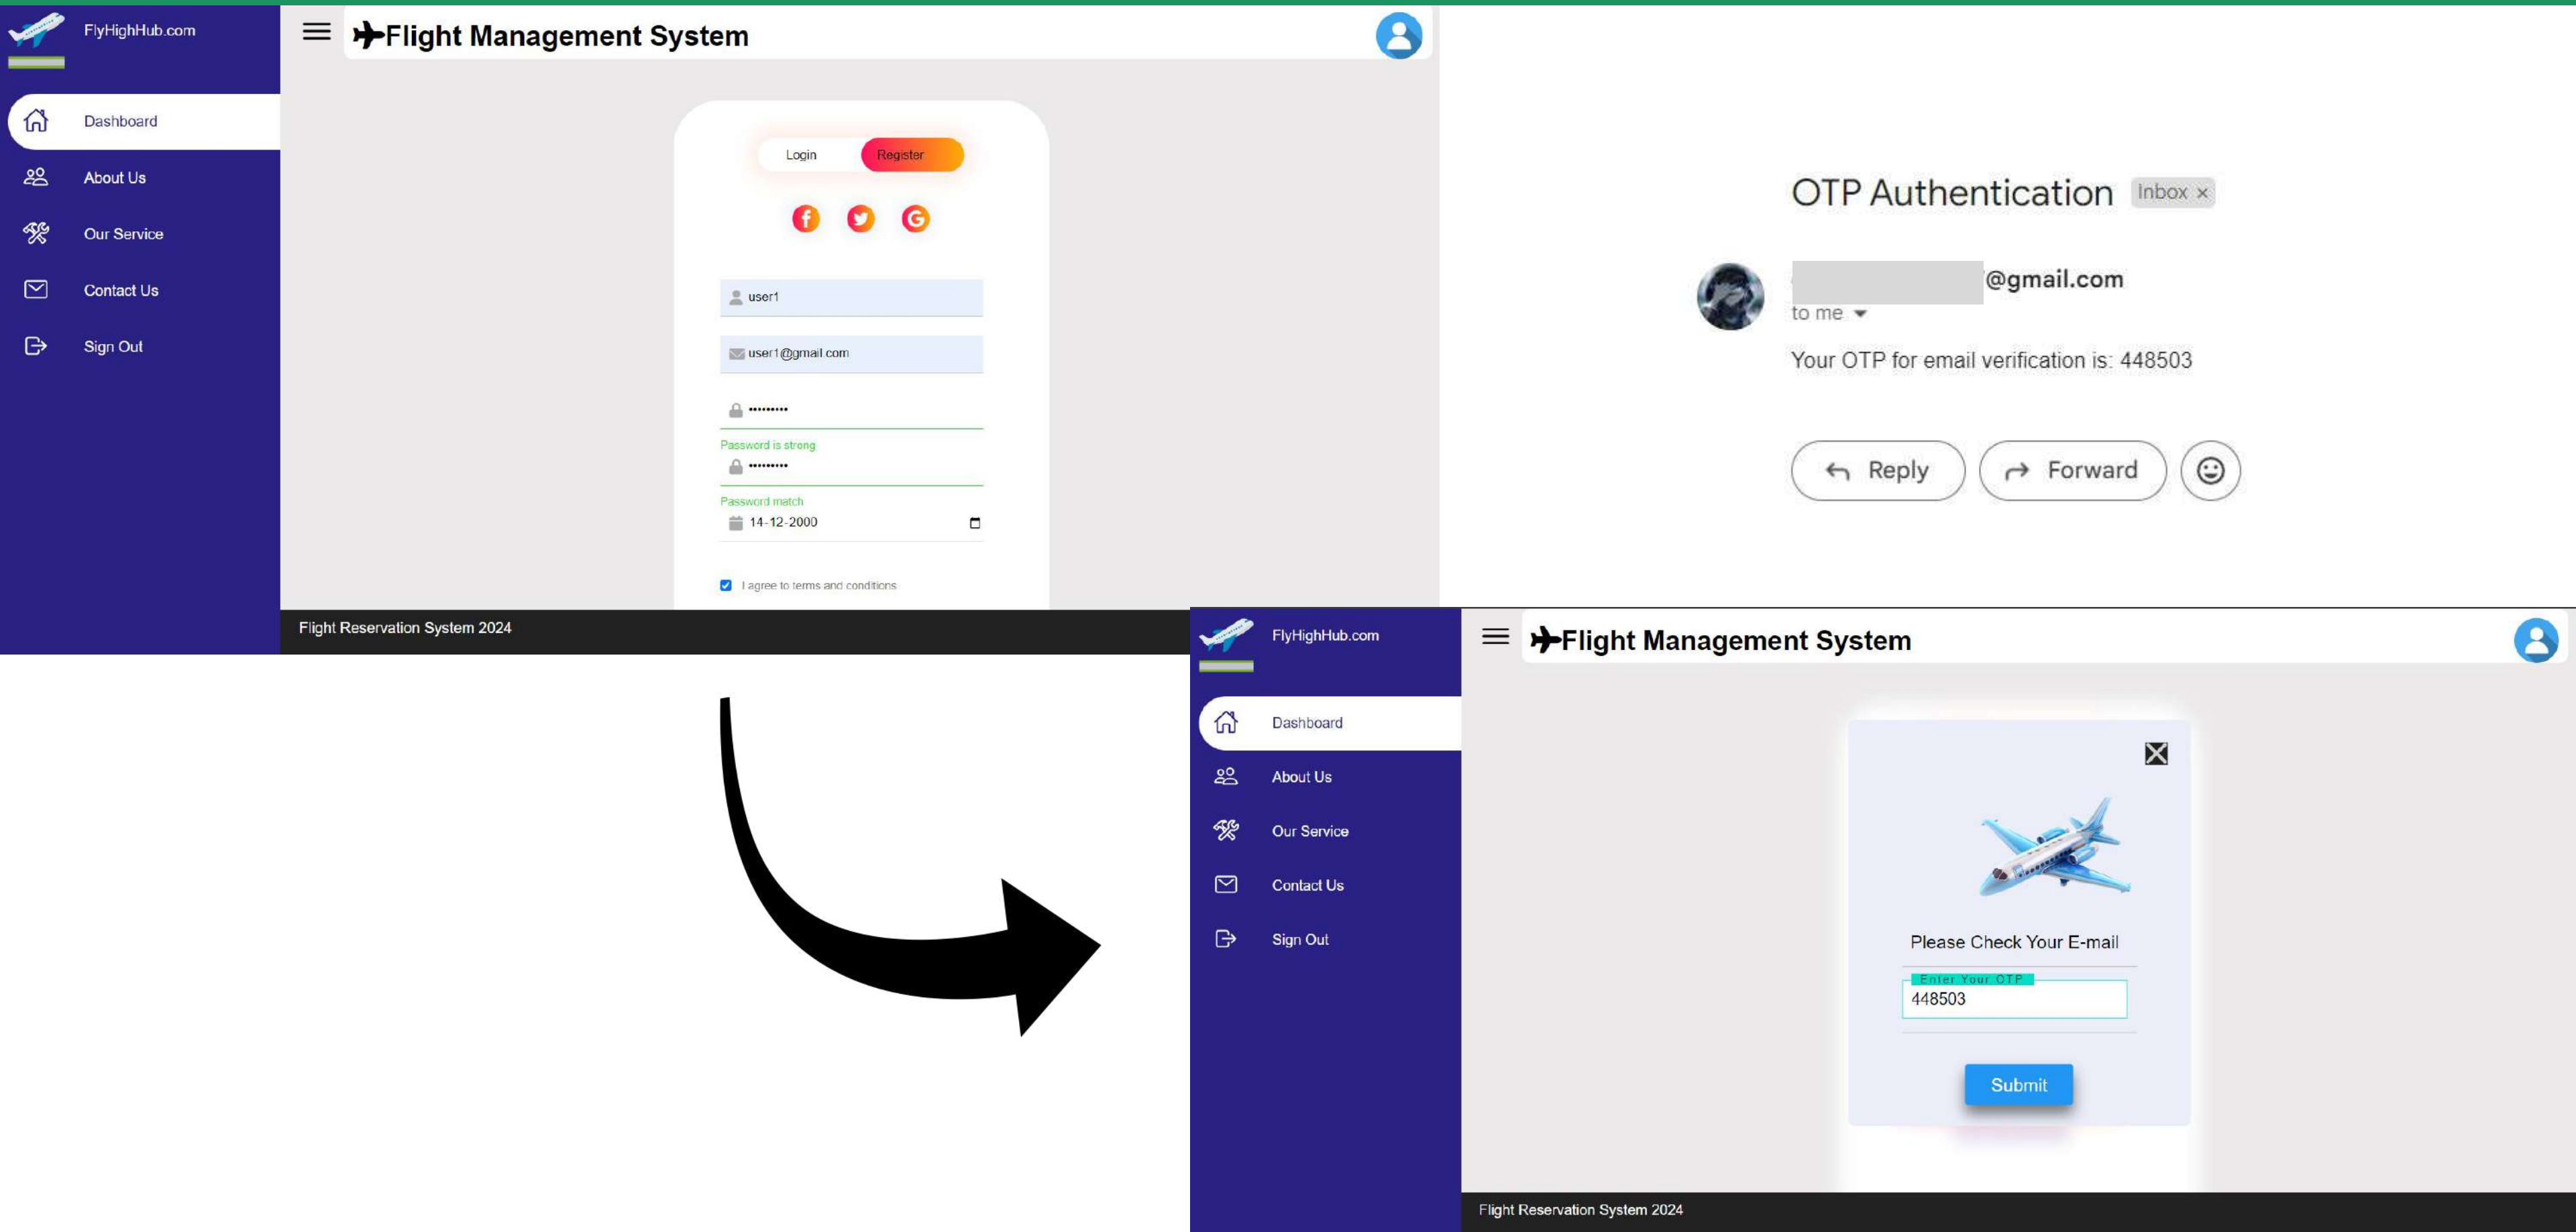 FlyHighHub.com
Dashboard
About Us
Our Service
Contact Us
Sign Out
Flight Management System
Login
Register
user1
user1@gmail.com
•••••••••
Password is strong
•••••••••
Password match
14-12-2000
I agree to terms and conditions
Flight Reservation System 2024
OTP Authentication
Inbox ×
@gmail.com
to me
Your OTP for email verification is: 448503
Reply
Forward
FlyHighHub.com
Dashboard
About Us
Our Service
Contact Us
Sign Out
Flight Management System
Please Check Your E-mail
Enter Your OTP
448503
Submit
Flight Reservation System 2024